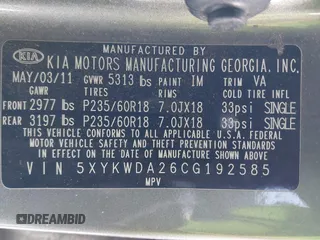 MANUFACTURED BY
KIA KIA MOTORS MANUFACTURING GEORGIA, INC.
MAY/03/11 GVWR 5313 lbs PAINT IM TRIM VA
GAWR TIRES RIMS COLD TIRE INFL
FRONT 2977 lbs P235/60R18 7.0JX18 33psi SINGLE
REAR 3197 lbs P235/60R18 7.0JX18 33psi SINGLE
THIS VEHICLE CONFORMS TO ALL APPLICABLE U.S. FEDERAL MOTOR VEHICLE
SAFETY AND THEFT PREVENTION STANDARDS IN EFFECT ON THE DATE OF
MANUFACTURE SHOWN ABOVE.
VIN 5XYKWDA26CG192585
MPV
© DREAMBID